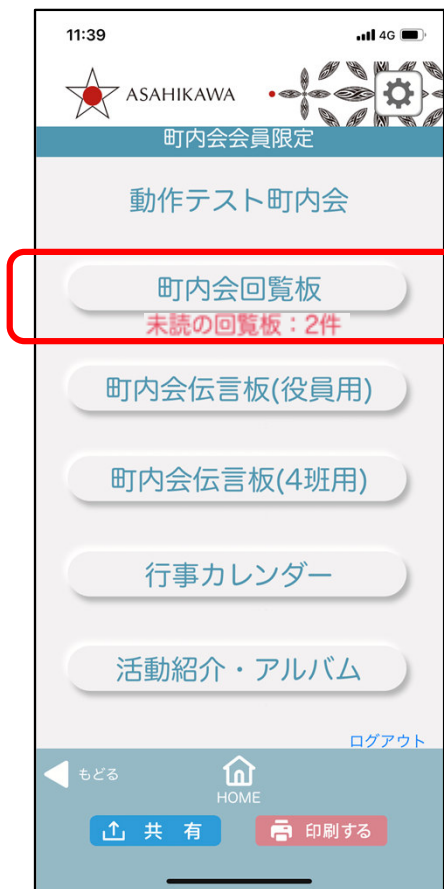 11:39
4G
ASAHIKAWA
町内会会員限定
動作テスト町内会
町内会回覧板
未読の回覧板：2件
町内会伝言板(役員用)
町内会伝言板(4班用)
行事カレンダー
活動紹介・アルバム
ログアウト
もどる
HOME
共 有
印刷する